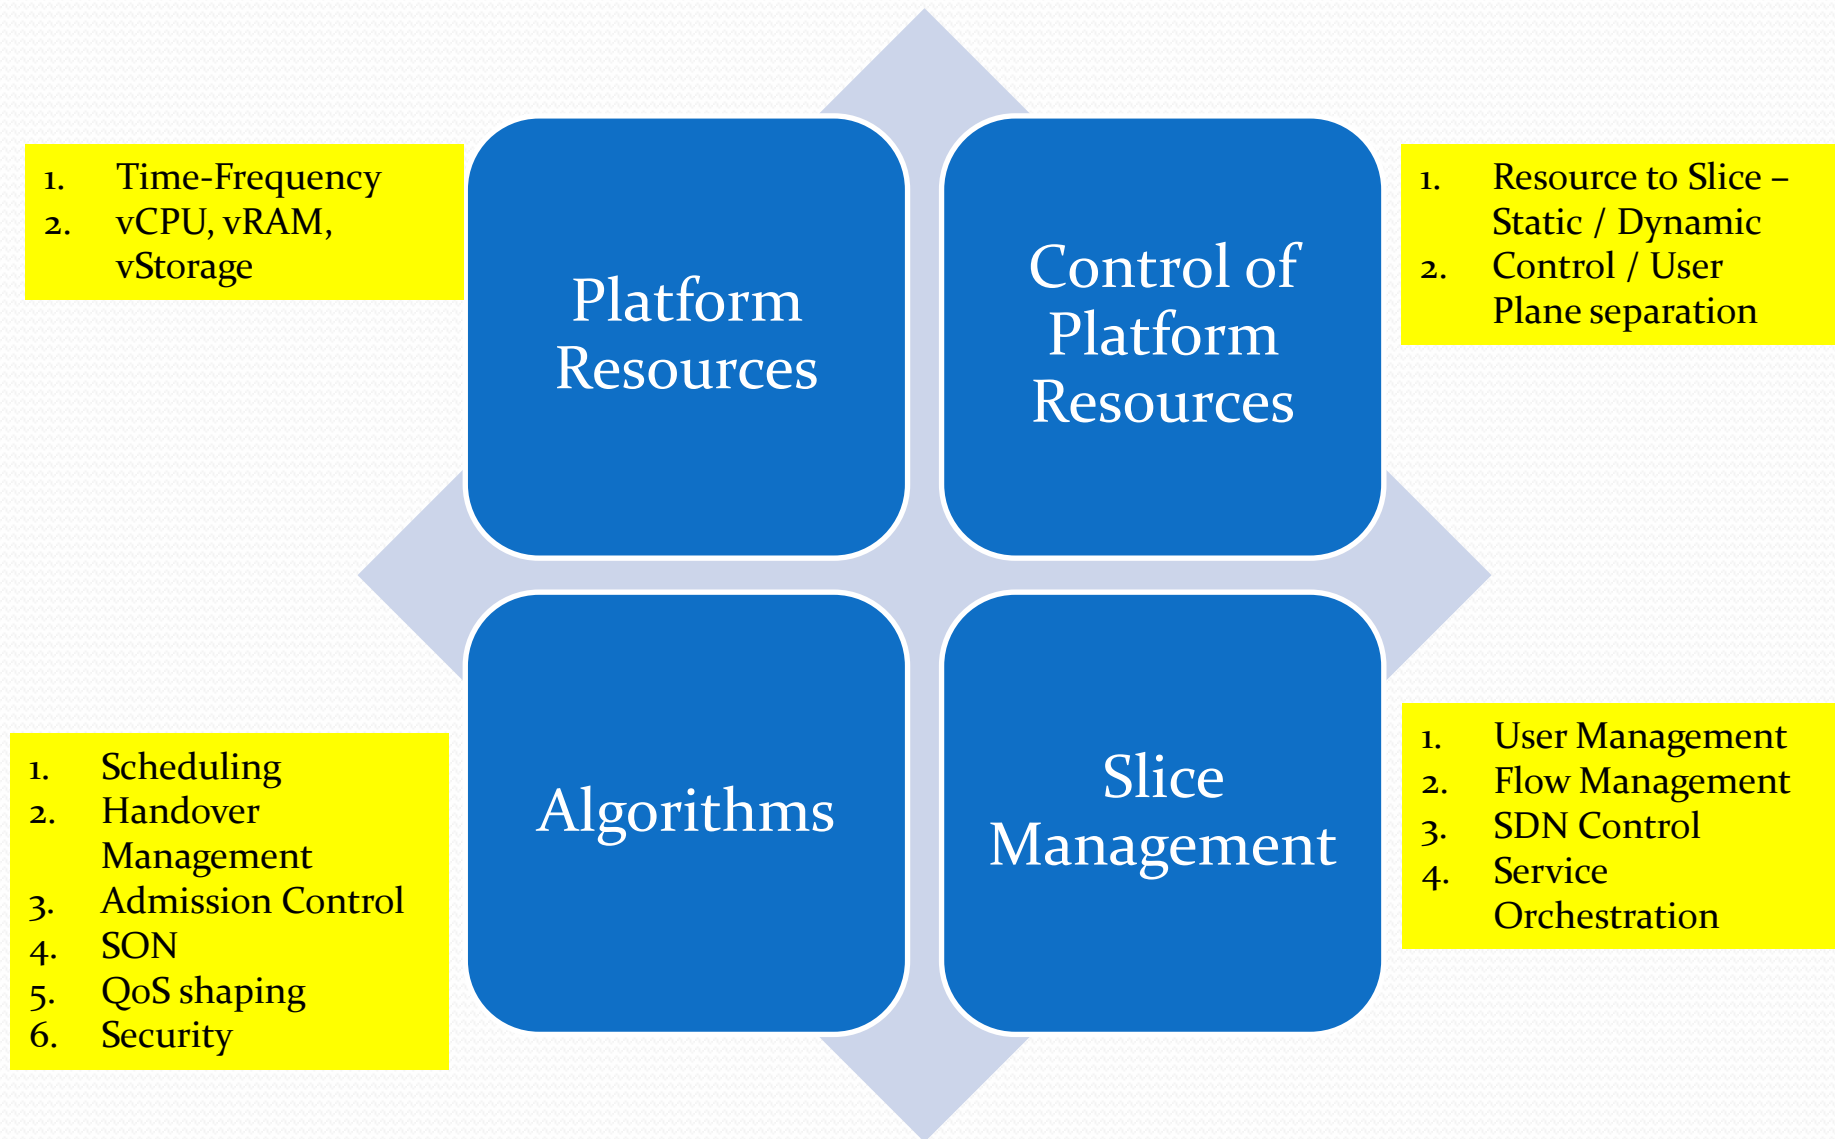 1. Time-Frequency
2. vCPU, vRAM,
vStorage
Platform
Resources
Control of
Platform
Resources
1. Resource to Slice –
Static / Dynamic
2. Control / User
Plane separation
1. Scheduling
2. Handover
Management
3. Admission Control
4. SON
5. QoS shaping
6. Security
Algorithms
Slice
Management
1. User Management
2. Flow Management
3. SDN Control
4. Service
Orchestration